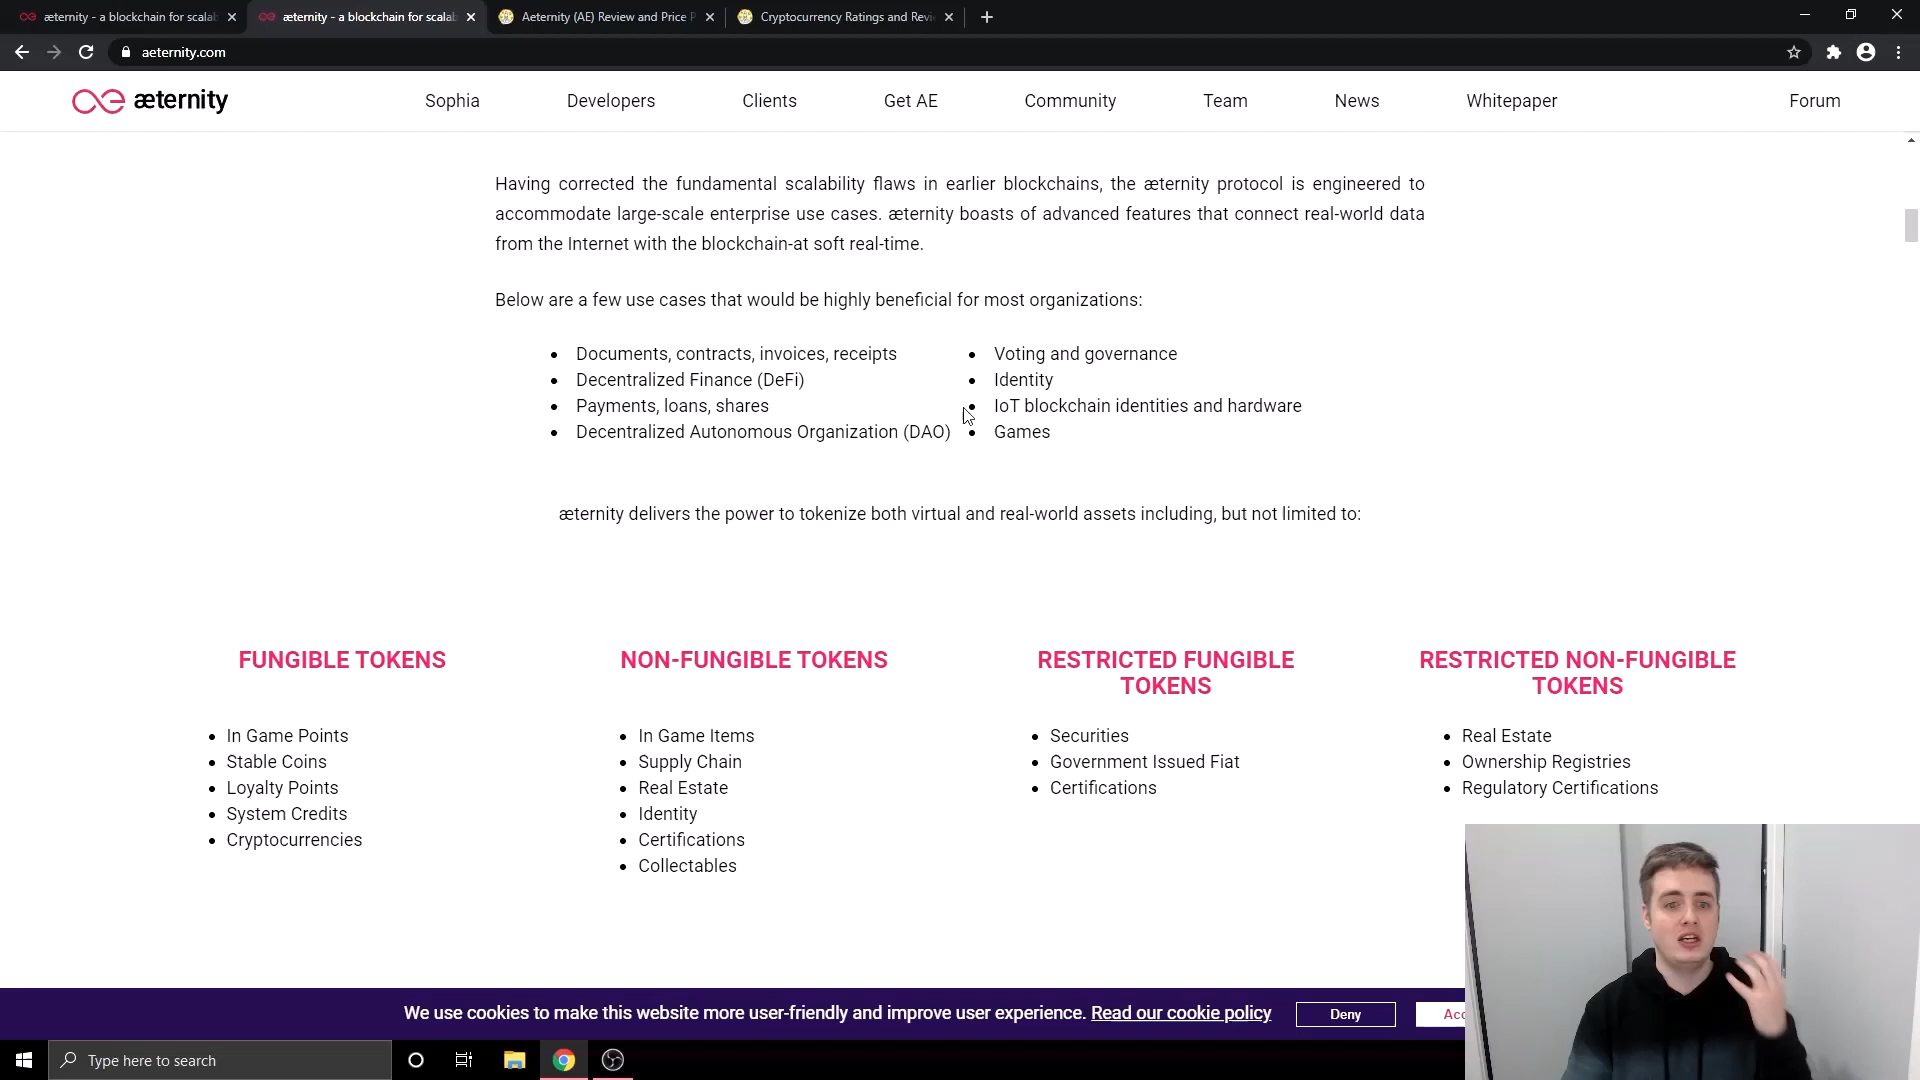 æternity - a blockchain for scalab
æternity - a blockchain for scalab
Aeternity (AE) Review and Price P
Cryptocurrency Ratings and Revi
aeternity.com
æternity
Sophia
Developers
Clients
Get AE
Community
Team
News
Whitepaper
Forum
Having corrected the fundamental scalability flaws in earlier blockchains, the æternity protocol is engineered to
accommodate large-scale enterprise use cases. æternity boasts of advanced features that connect real-world data
from the Internet with the blockchain-at soft real-time.
Below are a few use cases that would be highly beneficial for most organizations:
Documents, contracts, invoices, receipts
Decentralized Finance (DeFi)
Payments, loans, shares
Decentralized Autonomous Organization (DAO)
Voting and governance
Identity
IoT blockchain identities and hardware
Games
æternity delivers the power to tokenize both virtual and real-world assets including, but not limited to:
FUNGIBLE TOKENS
In Game Points
Stable Coins
Loyalty Points
System Credits
Cryptocurrencies
NON-FUNGIBLE TOKENS
In Game Items
Supply Chain
Real Estate
Identity
Certifications
Collectables
RESTRICTED FUNGIBLE
TOKENS
Securities
Government Issued Fiat
Certifications
RESTRICTED NON-FUNGIBLE
TOKENS
Real Estate
Ownership Registries
Regulatory Certifications
We use cookies to make this website more user-friendly and improve user experience. Read our cookie policy
Deny
Acc
Type here to search